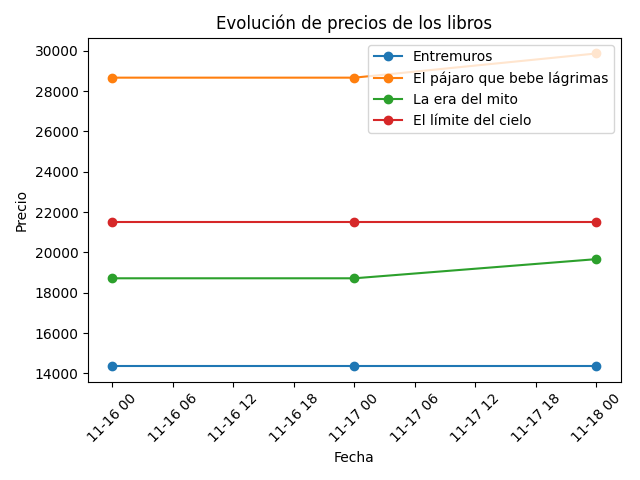 Evolución de precios de los libros
Entremuros
El pájaro que bebe lágrimas
La era del mito
El límite del cielo
Precio
30000
28000
26000
24000
22000
20000
18000
16000
14000
11-16 00
11-16 06
11-16 12
11-16 18
11-17 00
11-17 06
11-17 12
11-17 18
11-18 00
Fecha